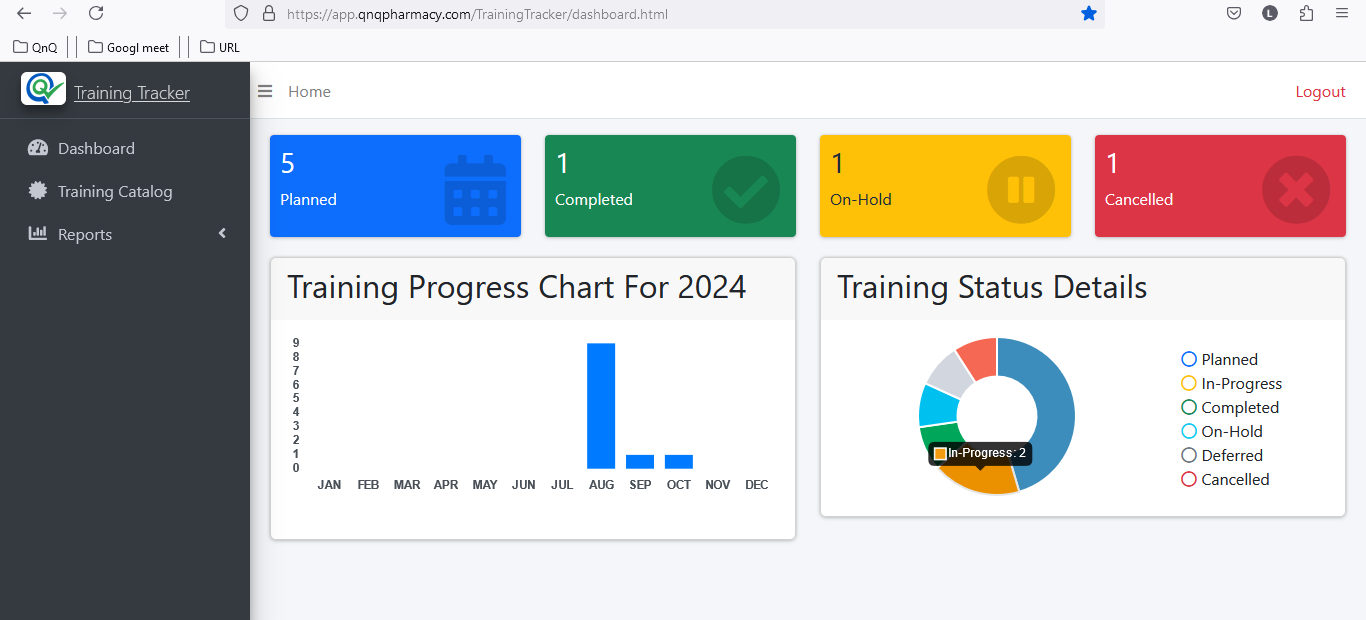 https://app.qnqpharmacy.com/TrainingTracker/dashboard.html
L
QnQ
Googl meet
URL
Training Tracker
Home
Logout
Dashboard
Training Catalog
Reports
5
Planned
1
Completed
1
On-Hold
1
Cancelled
Training Progress Chart For 2024
9
8
7
6
5
4
3
2
1
0
JAN FEB MAR APR MAY JUN JUL AUG SEP OCT NOV DEC
Training Status Details
In-Progress: 2
Planned
In-Progress
Completed
On-Hold
Deferred
Cancelled